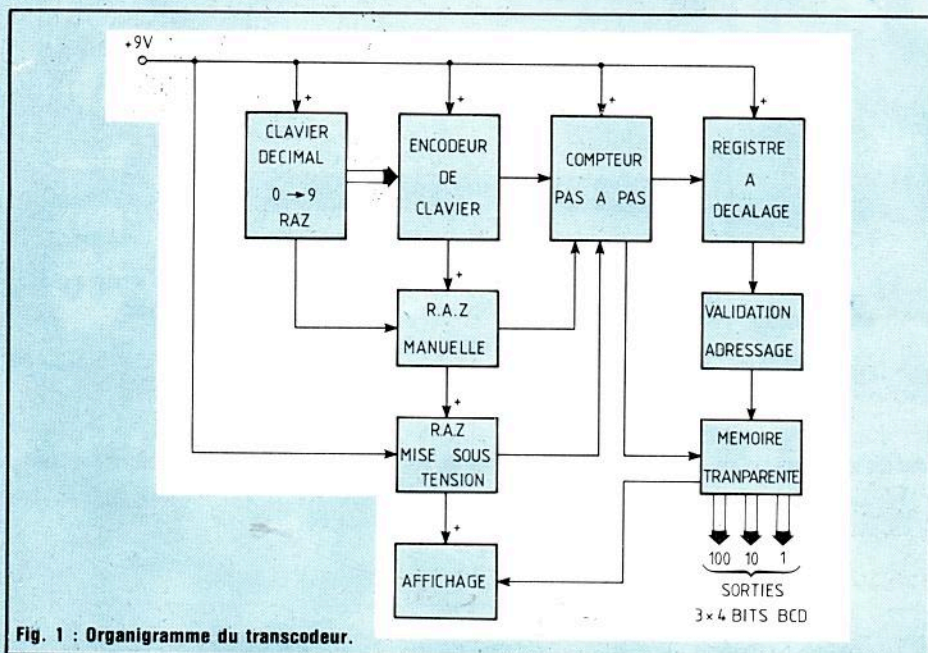 +9V
+
+
+
+
CLAVIER
DECIMAL
0 → 9
RAZ
ENCODEUR
DE
CLAVIER
COMPTEUR
PAS A PAS
REGISTRE
A
DECALAGE
+
R.A.Z
MANUELLE
VALIDATION
ADRESSAGE
+
R.A.Z
MISE SOUS
TENSION
MEMOIRE
TRANPARENTE
+
AFFICHAGE
100 10 1
SORTIES
3×4 BITS BCD
Fig. 1 : Organigramme du transcodeur.